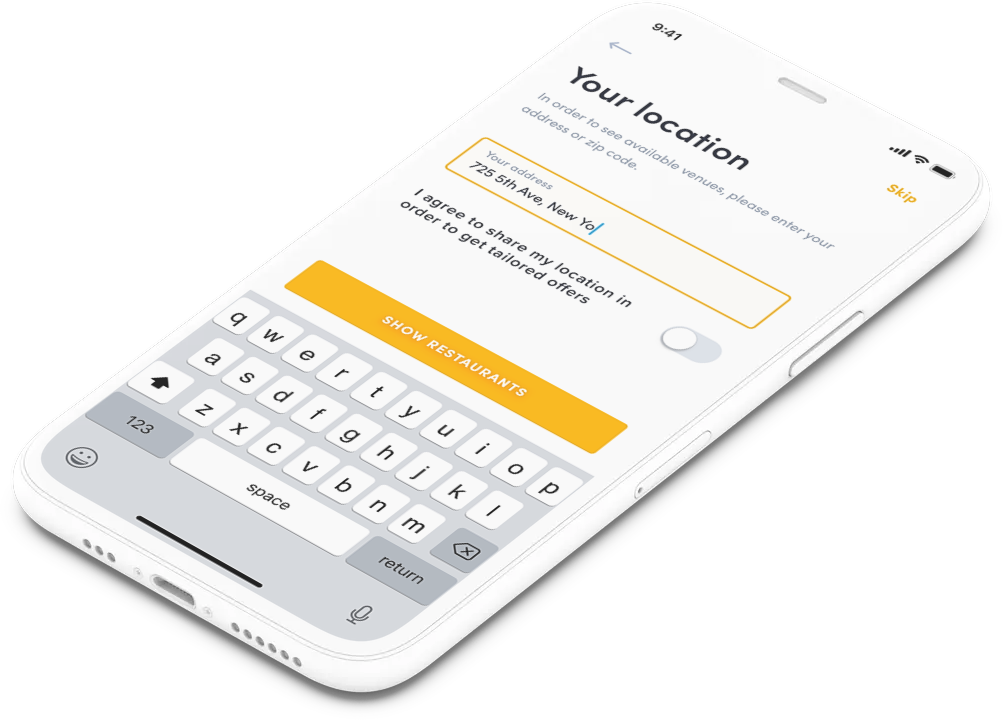 9:41
Your location
Skip
In order to see available venues, please enter your
address or zip code.
Your address
725 5th Ave, New Yo
I agree to share my location in
order to get tailored offers
SHOW RESTAURANTS
q w e r t y u i o p
a s d f g h j k l
z x c v b n m
123 space return